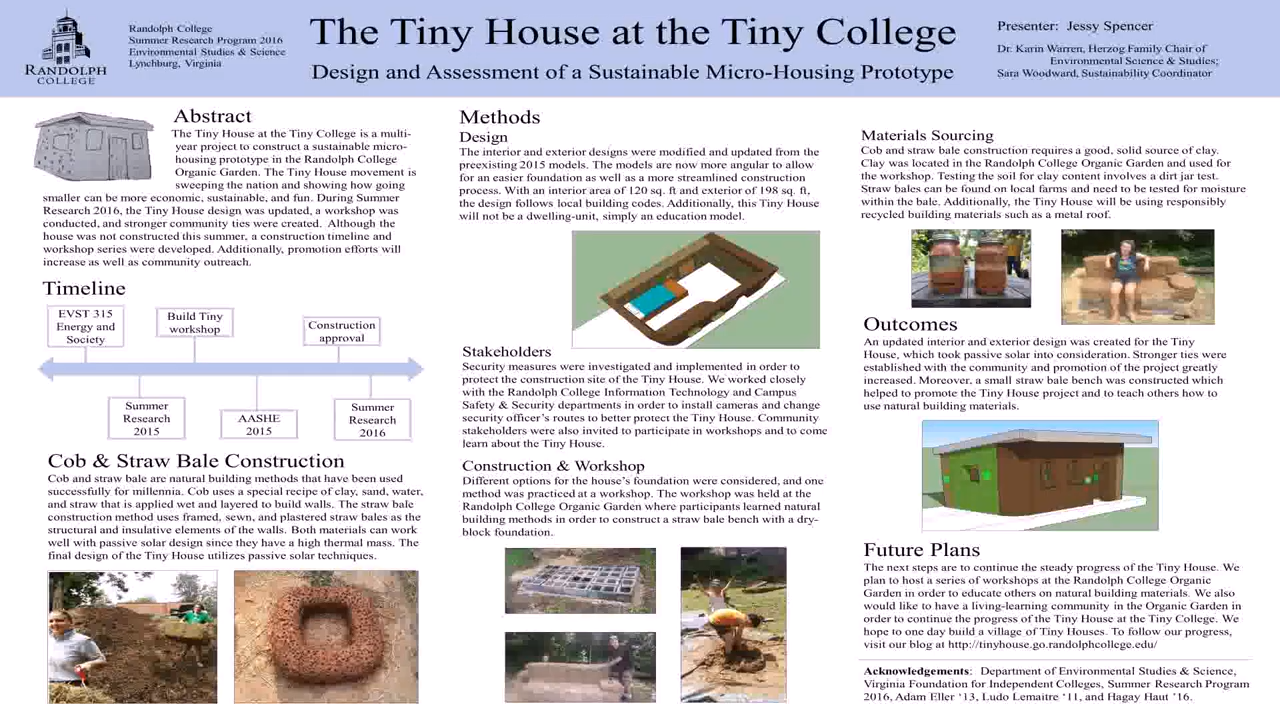 RANDOLPH
COLLEGE
Randolph College
Summer Research Program 2016
Environmental Studies & Science
Lynchburg, Virginia
The Tiny House at the Tiny College
Design and Assessment of a Sustainable Micro-Housing Prototype
Presenter: Jessy Spencer
Dr. Karin Warren, Herzog Family Chair of
Environmental Science & Studies;
Sara Woodward, Sustainability Coordinator
Abstract
The Tiny House at the Tiny College is a multi-
year project to construct a sustainable micro-
housing prototype in the Randolph College
Organic Garden. The Tiny House movement is
sweeping the nation and showing how going
smaller can be more economic, sustainable, and fun. During Summer
Research 2016, the Tiny House design was updated, a workshop was
conducted, and stronger community ties were created. Although the
house was not constructed this summer, a construction timeline and
workshop series were developed. Additionally, promotion efforts will
increase as well as community outreach.
Timeline
EVST 315
Energy and
Society
Build Tiny
workshop
Construction
approval
Summer
Research
2015
AASHE
2015
Summer
Research
2016
Cob & Straw Bale Construction
Cob and straw bale are natural building methods that have been used
successfully for millennia. Cob uses a special recipe of clay, sand, water,
and straw that is applied wet and layered to build walls. The straw bale
construction method uses framed, sewn, and plastered straw bales as the
structural and insulative elements of the walls. Both materials can work
well with passive solar design since they have a high thermal mass. The
final design of the Tiny House utilizes passive solar techniques.
Methods
Design
The interior and exterior designs were modified and updated from the
preexisting 2015 models. The models are now more angular to allow
for an easier foundation as well as a more streamlined construction
process. With an interior area of 120 sq. ft and exterior of 198 sq. ft,
the design follows local building codes. Additionally, this Tiny House
will not be a dwelling-unit, simply an education model.
Stakeholders
Security measures were investigated and implemented in order to
protect the construction site of the Tiny House. We worked closely
with the Randolph College Information Technology and Campus
Safety & Security departments in order to install cameras and change
security officer's routes to better protect the Tiny House. Community
stakeholders were also invited to participate in workshops and to come
learn about the Tiny House.
Construction & Workshop
Different options for the house's foundation were considered, and one
method was practiced at a workshop. The workshop was held at the
Randolph College Organic Garden where participants learned natural
building methods in order to construct a straw bale bench with a dry-
block foundation.
Materials Sourcing
Cob and straw bale construction requires a good, solid source of clay.
Clay was located in the Randolph College Organic Garden and used for
the workshop. Testing the soil for clay content involves a dirt jar test.
Straw bales can be found on local farms and need to be tested for moisture
within the bale. Additionally, the Tiny House will be using responsibly
recycled building materials such as a metal roof.
Outcomes
An updated interior and exterior design was created for the Tiny
House, which took passive solar into consideration. Stronger ties were
established with the community and promotion of the project greatly
increased. Moreover, a small straw bale bench was constructed which
helped to promote the Tiny House project and to teach others how to
use natural building materials.
Future Plans
The next steps are to continue the steady progress of the Tiny House. We
plan to host a series of workshops at the Randolph College Organic
Garden in order to educate others on natural building materials. We also
would like to have a living-learning community in the Organic Garden in
order to continue the progress of the Tiny House at the Tiny College. We
hope to one day build a village of Tiny Houses. To follow our progress,
visit our blog at http://tinyhouse.go.randolphcollege.edu/
Acknowledgements: Department of Environmental Studies & Science,
Virginia Foundation for Independent Colleges, Summer Research Program
2016, Adam Eller '13, Ludo Lemaitre '11, and Hagay Haut '16.